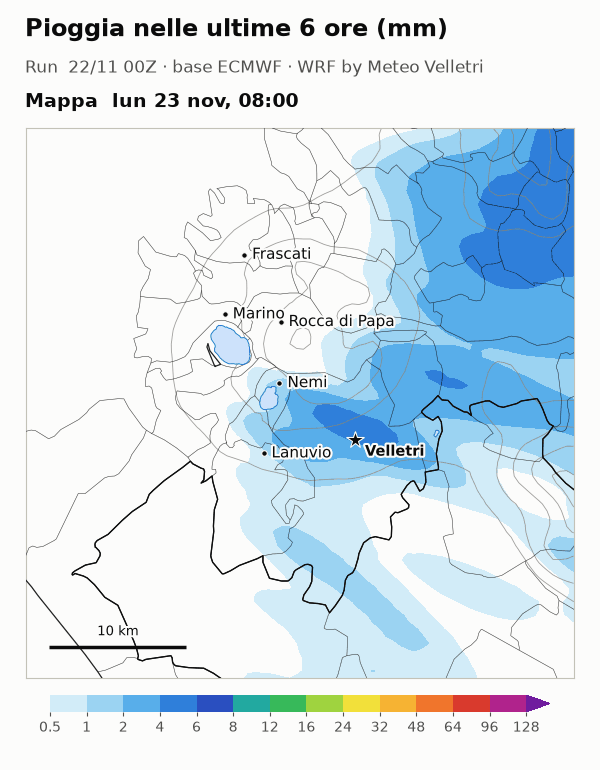 Pioggia nelle ultime 6 ore (mm)
Run  22/11 00Z · base ECMWF · WRF by Meteo Velletri
Mappa  lun 23 nov, 08:00
Frascati
Marino
Rocca di Papa
Nemi
Velletri
Lanuvio
10 km
0.5 1 2 4 6 8 12 16 24 32 48 64 96 128